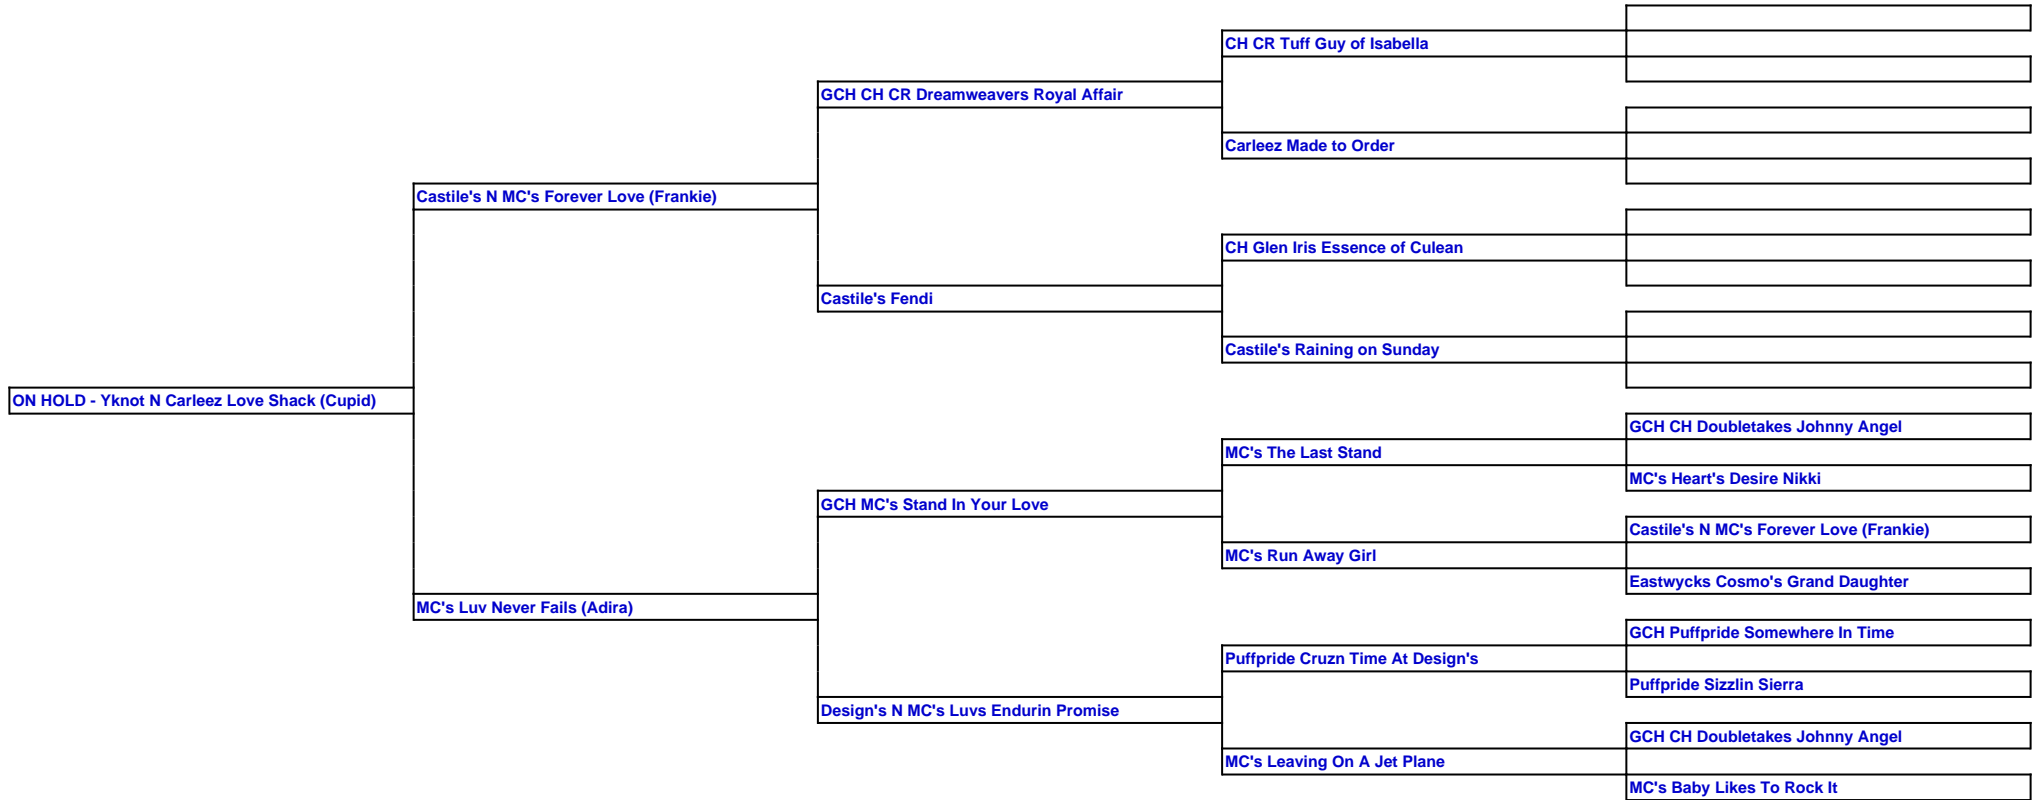 CH CR Tuff Guy of Isabella
GCH CH CR Dreamweavers Royal Affair
Carleez Made to Order
Castile's N MC's Forever Love (Frankie)
CH Glen Iris Essence of Culean
Castile's Fendi
Castile's Raining on Sunday
ON HOLD - Yknot N Carleez Love Shack (Cupid)
GCH CH Doubletakes Johnny Angel
MC's The Last Stand
MC's Heart's Desire Nikki
GCH MC's Stand In Your Love
Castile's N MC's Forever Love (Frankie)
MC's Run Away Girl
Eastwycks Cosmo's Grand Daughter
MC's Luv Never Fails (Adira)
GCH Puffpride Somewhere In Time
Puffpride Cruzn Time At Design's
Puffpride Sizzlin Sierra
Design's N MC's Luvs Endurin Promise
GCH CH Doubletakes Johnny Angel
MC's Leaving On A Jet Plane
MC's Baby Likes To Rock It